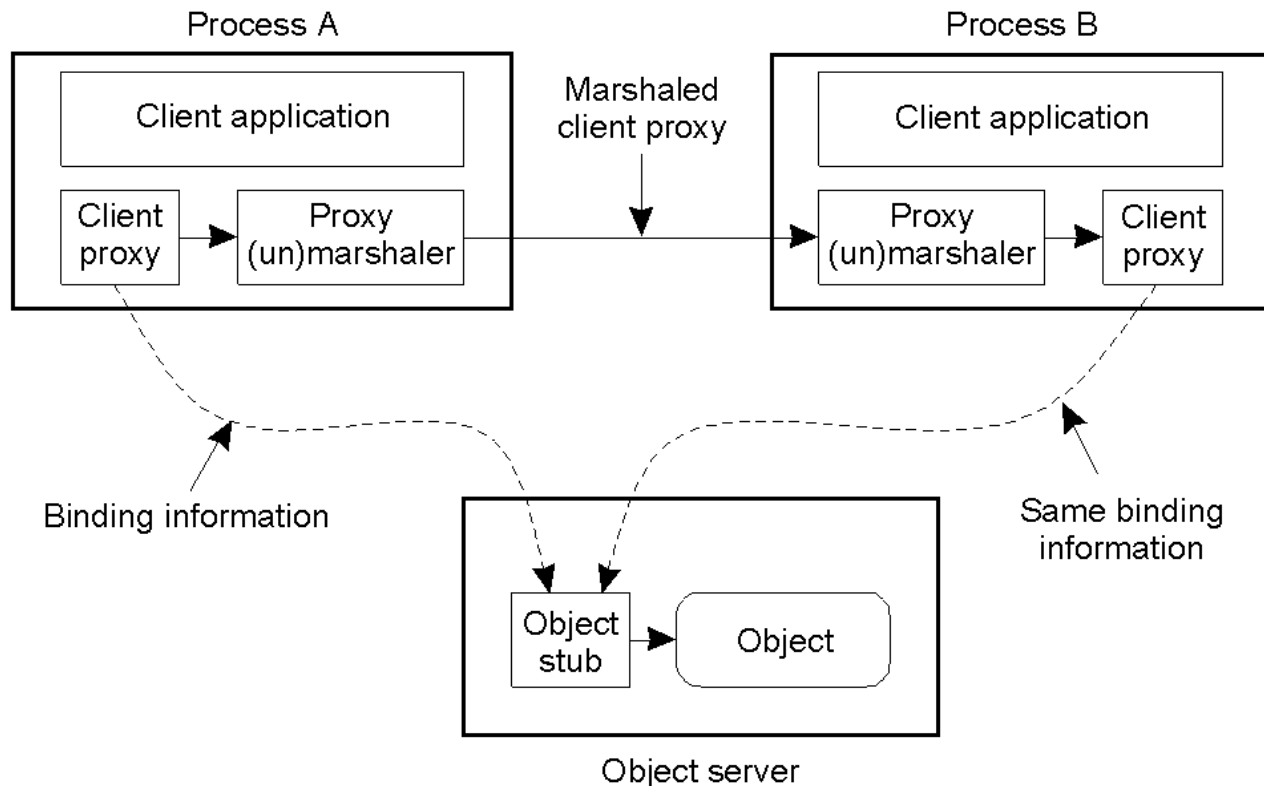 Process A
Process B
Client application
Marshaled
client proxy
Client application
Client
proxy
Proxy
(un)marshaler
Proxy
(un)marshaler
Client
proxy
Binding information
Same binding
information
Object
stub
Object
Object server